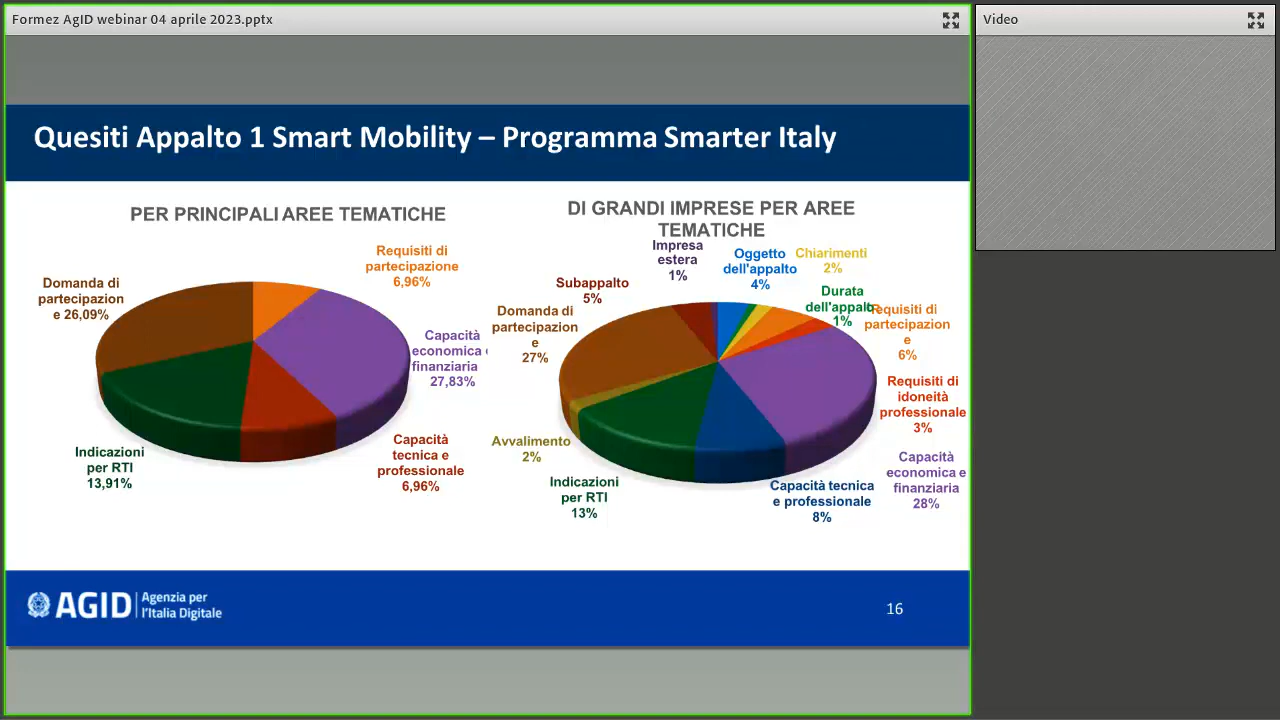 Formez AgID webinar 04 aprile 2023.pptx
Video
Quesiti Appalto 1 Smart Mobility – Programma Smarter Italy
PER PRINCIPALI AREE TEMATICHE
Requisiti di
partecipazione
6,96%
Domanda di
partecipazion
e 26,09%
Capacità
economica
finanziaria
27,83%
Indicazioni
per RTI
13,91%
Capacità
tecnica e
professionale
6,96%
DI GRANDI IMPRESE PER AREE
TEMATICHE
Impresa
estera
1%
Oggetto
dell'appalto
4%
Chiarimenti
2%
Subappalto
5%
Durata
dell'appalto
1%
Domanda di
partecipazion
e
27%
Requisiti di
partecipazion
e
6%
Requisiti di
idoneità
professionale
3%
Avvalimento
2%
Capacità
economica e
finanziaria
28%
Indicazioni
per RTI
13%
Capacità tecnica
e professionale
8%
AGID
Agenzia per
l'Italia Digitale
16